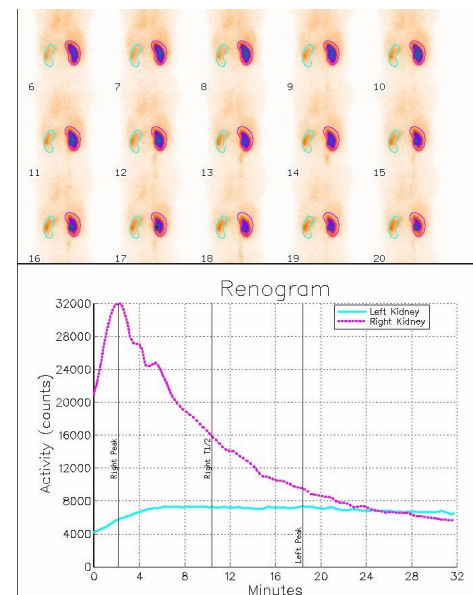 6 7 8 9 10
11 12 13 14 15
16 17 18 19 20
Renogram
Left Kidney
Right Kidney
32000
28000
24000
20000
16000
12000
8000
4000
0
Activity (counts)
Right Peak
Right T1/2
Left Peak
0 4 8 12 16 20 24 28 32
Minutes